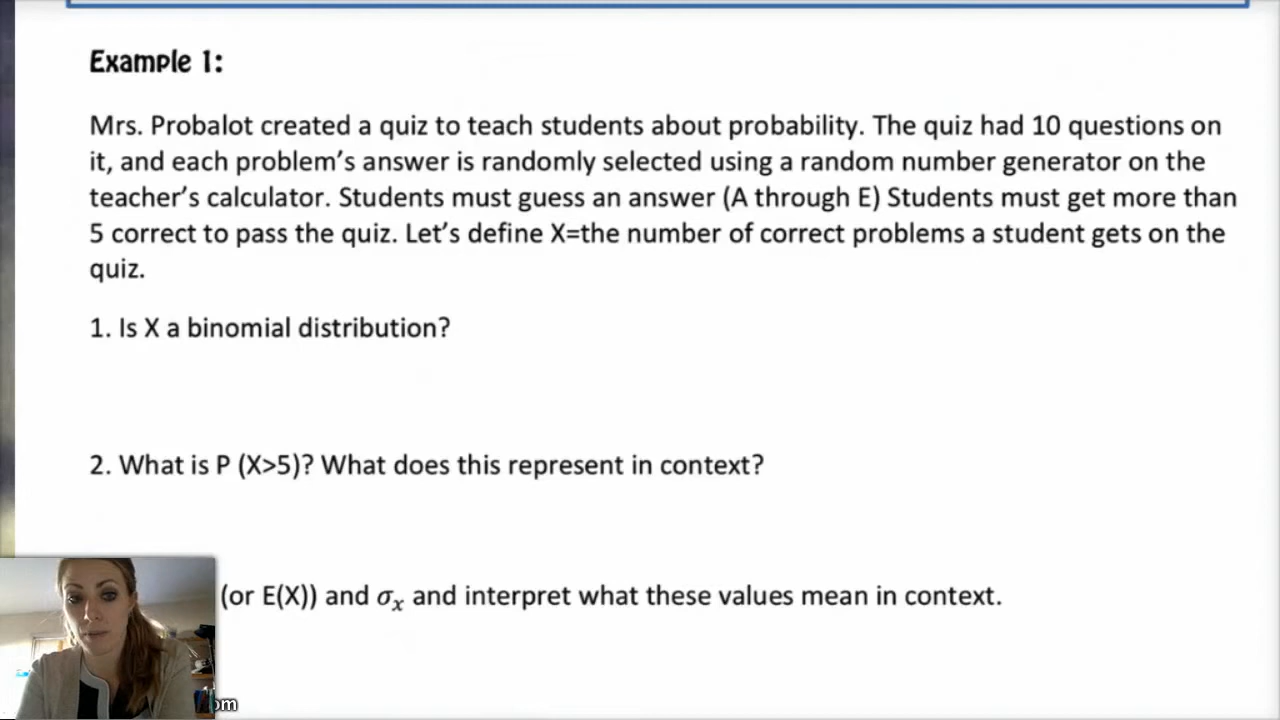 Example 1:
Mrs. Probalot created a quiz to teach students about probability. The quiz had 10 questions on
it, and each problem’s answer is randomly selected using a random number generator on the
teacher’s calculator. Students must guess an answer (A through E) Students must get more than
5 correct to pass the quiz. Let’s define X=the number of correct problems a student gets on the
quiz.
1. Is X a binomial distribution?
2. What is P (X>5)? What does this represent in context?
(or E(X)) and σₓ and interpret what these values mean in context.